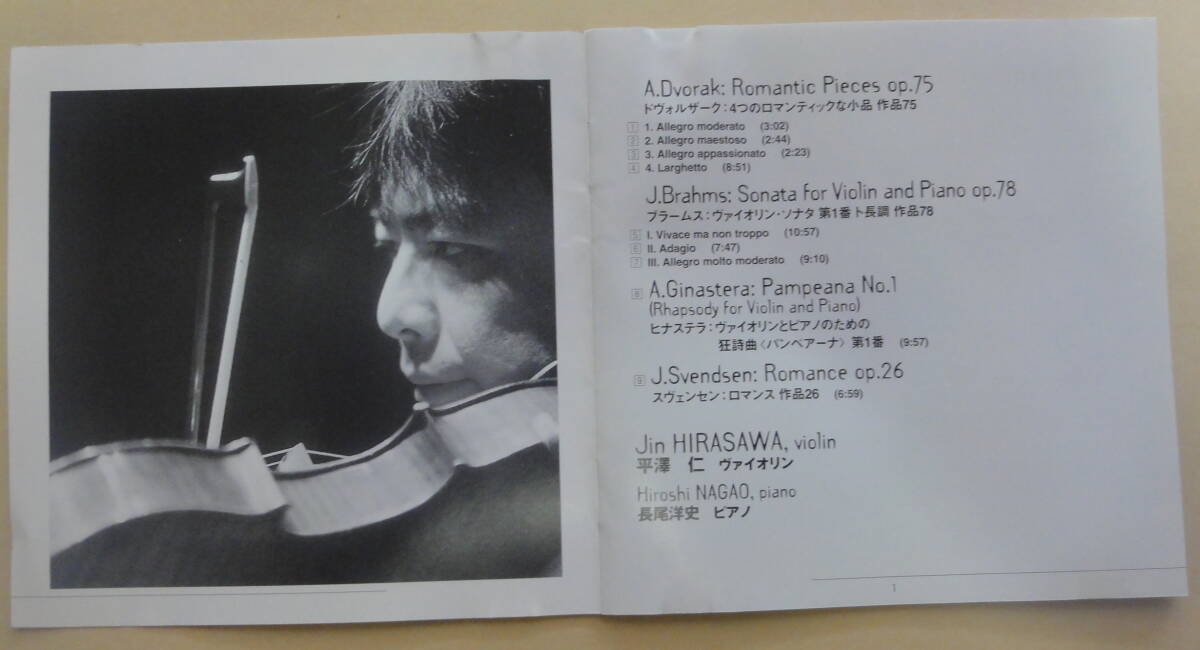 A.Dvorak: Romantic Pieces op.75
ドヴォルザーク：4つのロマンティックな小品 作品75
1 1. Allegro moderato (3:02)
2 2. Allegro maestoso (2:44)
3 3. Allegro appassionato (2:23)
4 4. Larghetto (8:51)
J.Brahms: Sonata for Violin and Piano op.78
ブラームス：ヴァイオリン・ソナタ 第1番 ト長調 作品78
5 I. Vivace ma non troppo (10:57)
6 II. Adagio (7:47)
7 III. Allegro molto moderato (9:10)
8 A.Ginastera: Pampeana No.1
(Rhapsody for Violin and Piano)
ヒナステラ：ヴァイオリンとピアノのための
狂詩曲〈パンペアーナ〉第1番 (9:57)
9 J.Svendsen: Romance op.26
スヴェンセン：ロマンス 作品26 (6:59)
Jin HIRASAWA, violin
平澤 仁 ヴァイオリン
Hiroshi NAGAO, piano
長尾洋史 ピアノ
1